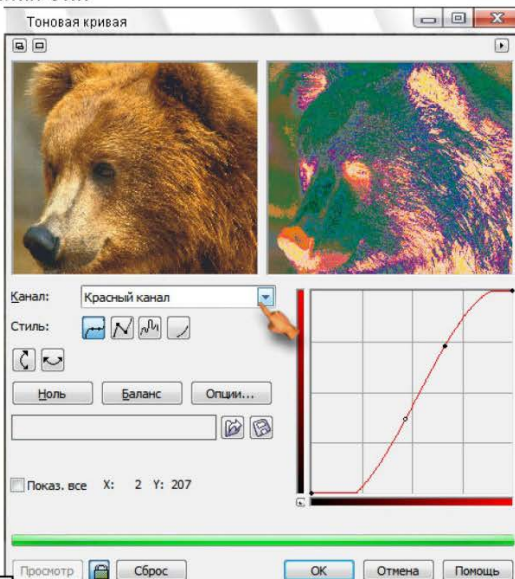 Тоновая кривая
Канал: Красный канал
Стиль:
Ноль Баланс Опции...
Показ. все X: 2 Y: 207
Просмотр Сброс OK Отмена Помощь